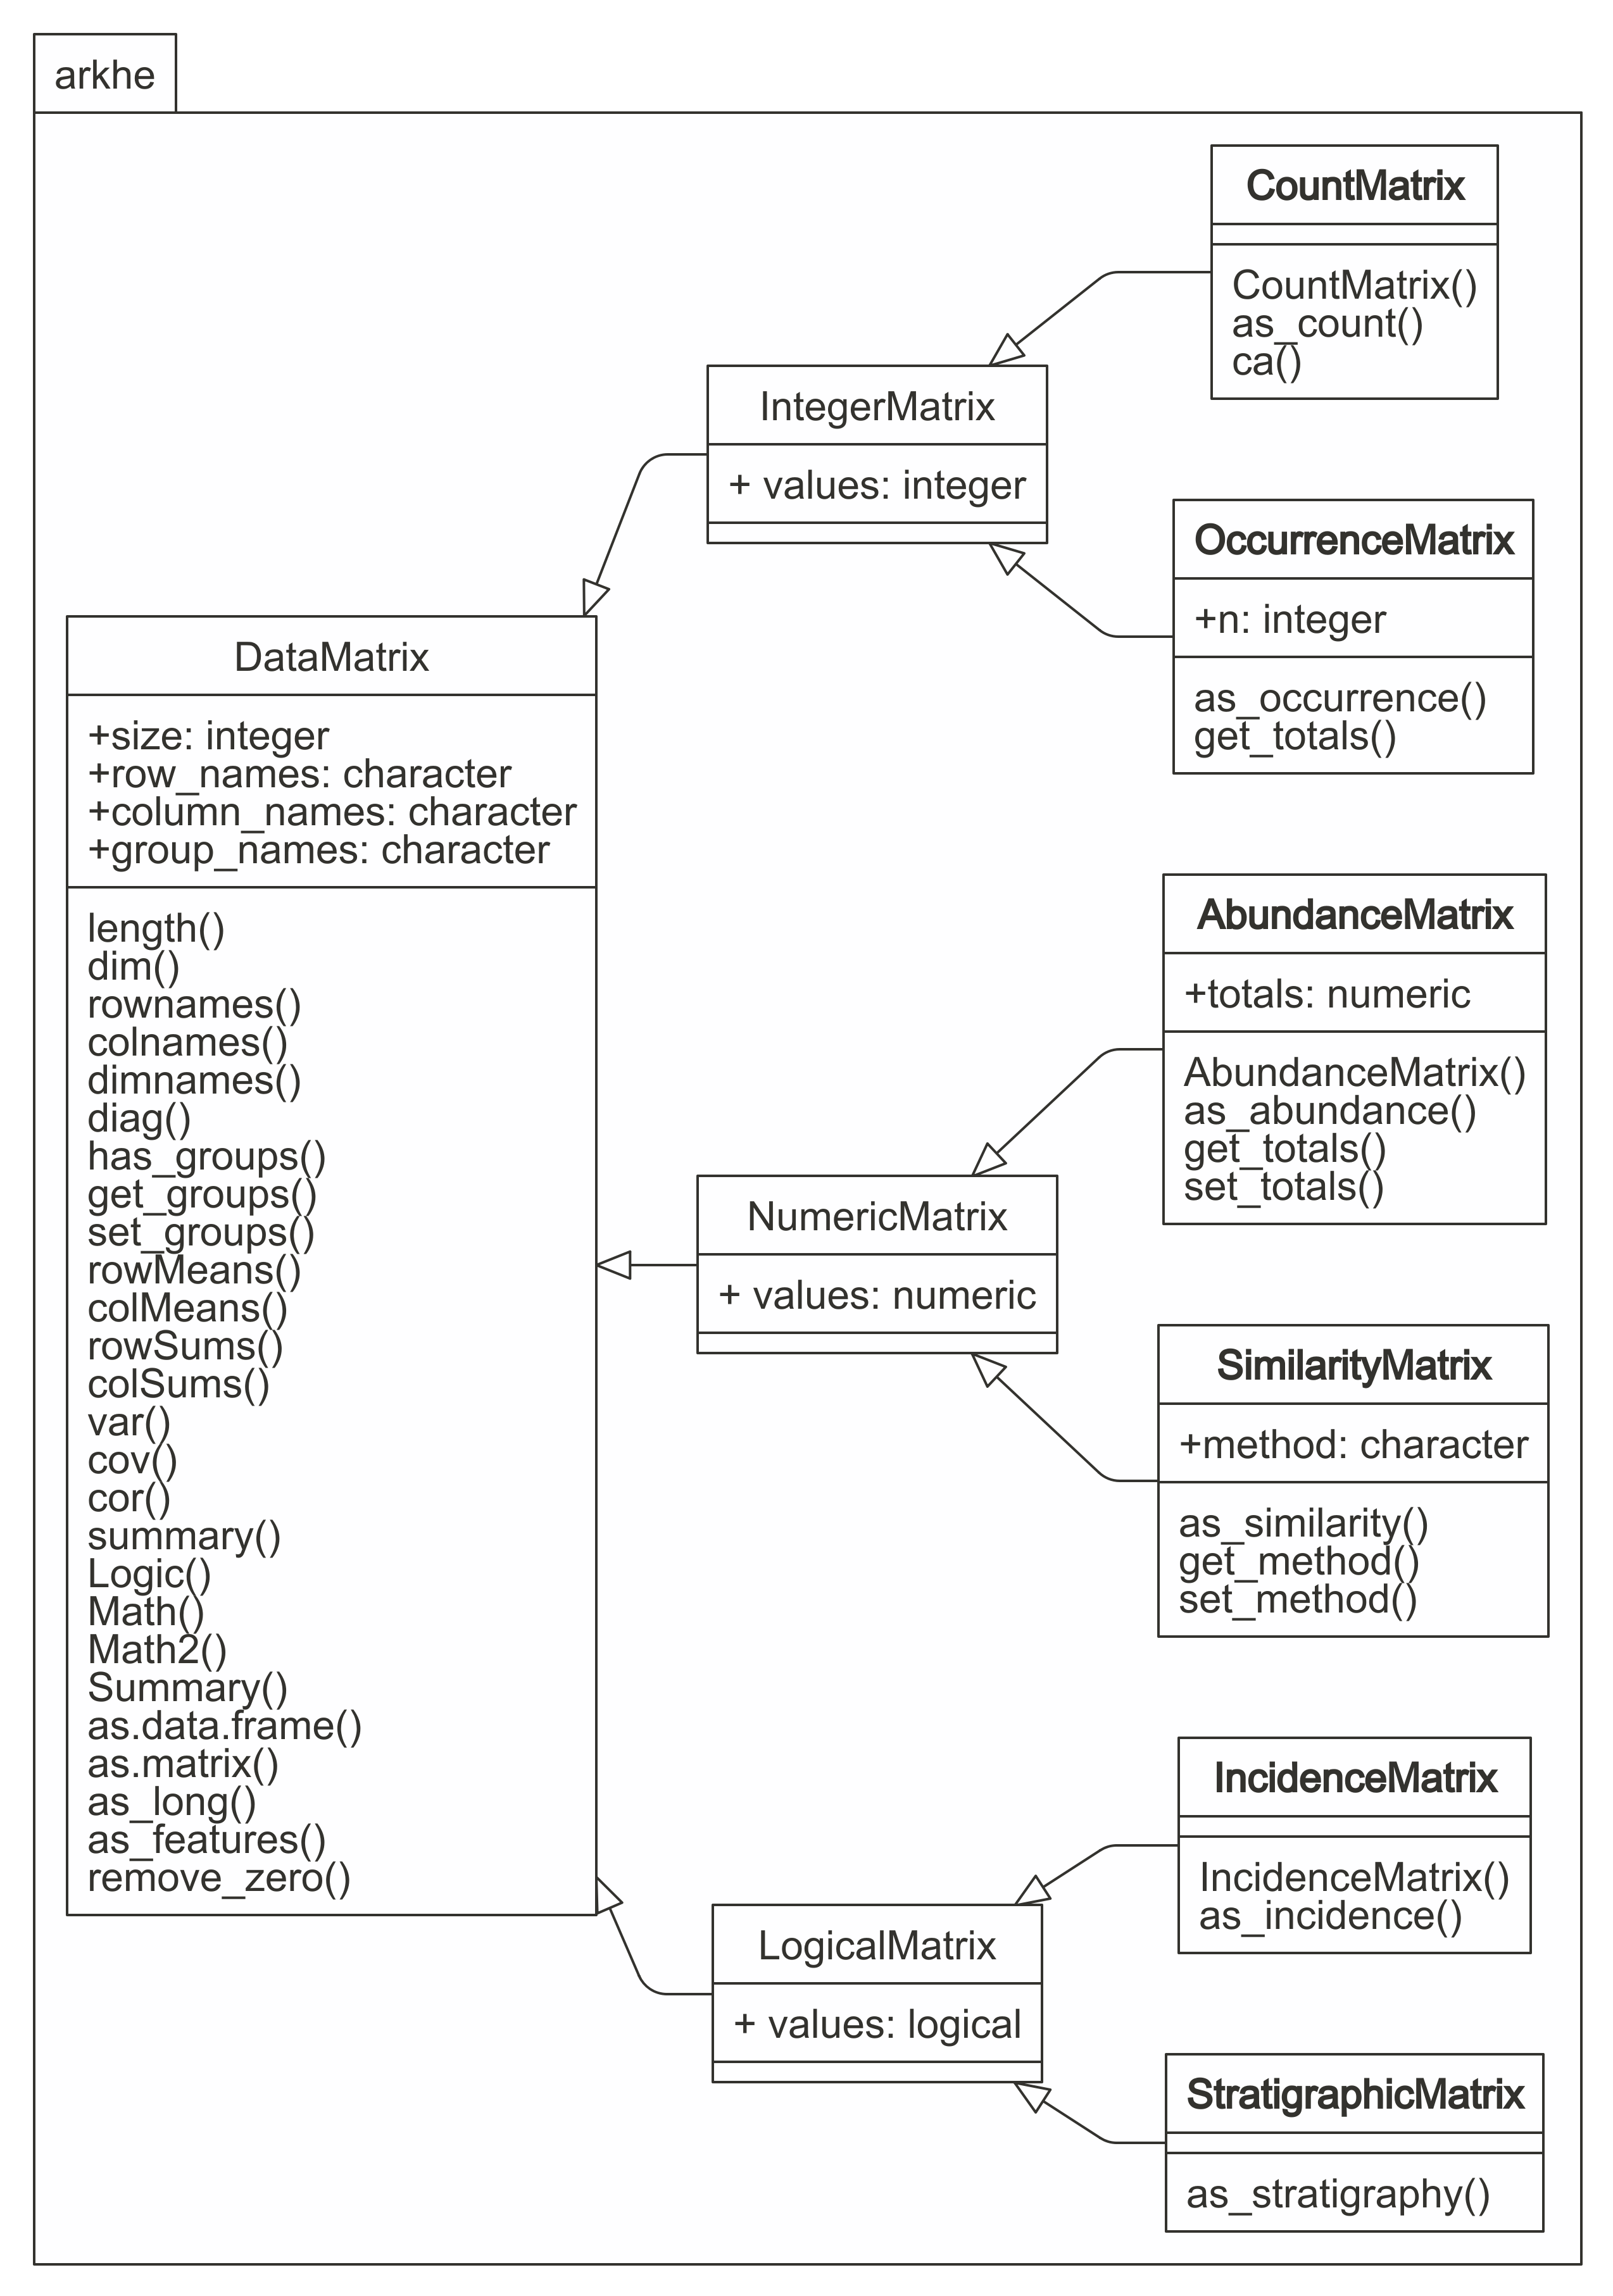 arkhe
DataMatrix
+size: integer
+row_names: character
+column_names: character
+group_names: character
length()
dim()
rownames()
colnames()
dimnames()
diag()
has_groups()
get_groups()
set_groups()
rowMeans()
colMeans()
rowSums()
colSums()
var()
cov()
cor()
summary()
Logic()
Math()
Math2()
Summary()
as.data.frame()
as.matrix()
as_long()
as_features()
remove_zero()
IntegerMatrix
+ values: integer
NumericMatrix
+ values: numeric
LogicalMatrix
+ values: logical
CountMatrix
CountMatrix()
as_count()
ca()
OccurrenceMatrix
+n: integer
as_occurrence()
get_totals()
AbundanceMatrix
+totals: numeric
AbundanceMatrix()
as_abundance()
get_totals()
set_totals()
SimilarityMatrix
+method: character
as_similarity()
get_method()
set_method()
IncidenceMatrix
IncidenceMatrix()
as_incidence()
StratigraphicMatrix
as_stratigraphy()